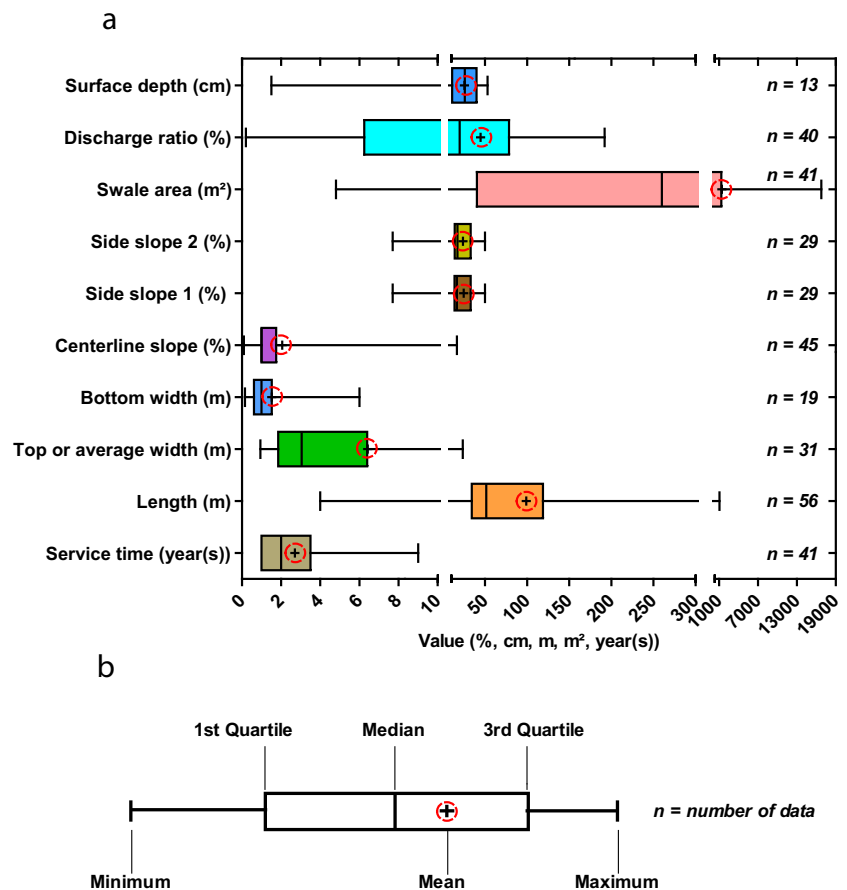 a
Surface depth (cm)
n = 13
Discharge ratio (%)
n = 40
Swale area (m²)
n = 41
Side slope 2 (%)
n = 29
Side slope 1 (%)
n = 29
Centerline slope (%)
n = 45
Bottom width (m)
n = 19
Top or average width (m)
n = 31
Length (m)
n = 56
Service time (year(s))
n = 41
0 2 4 6 8 10 50 100 150 200 250 300 1000 7000 13000 19000
Value (%, cm, m, m², year(s))
b
1st Quartile Median 3rd Quartile
n = number of data
Minimum Mean Maximum